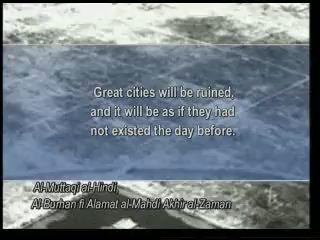 Great cities will be ruined,
and it will be as if they had
not existed the day before.
Al-Muttaqi al-Hindi,
Al Burhan fi Alamat al-Mahdi Akhir al-Zaman